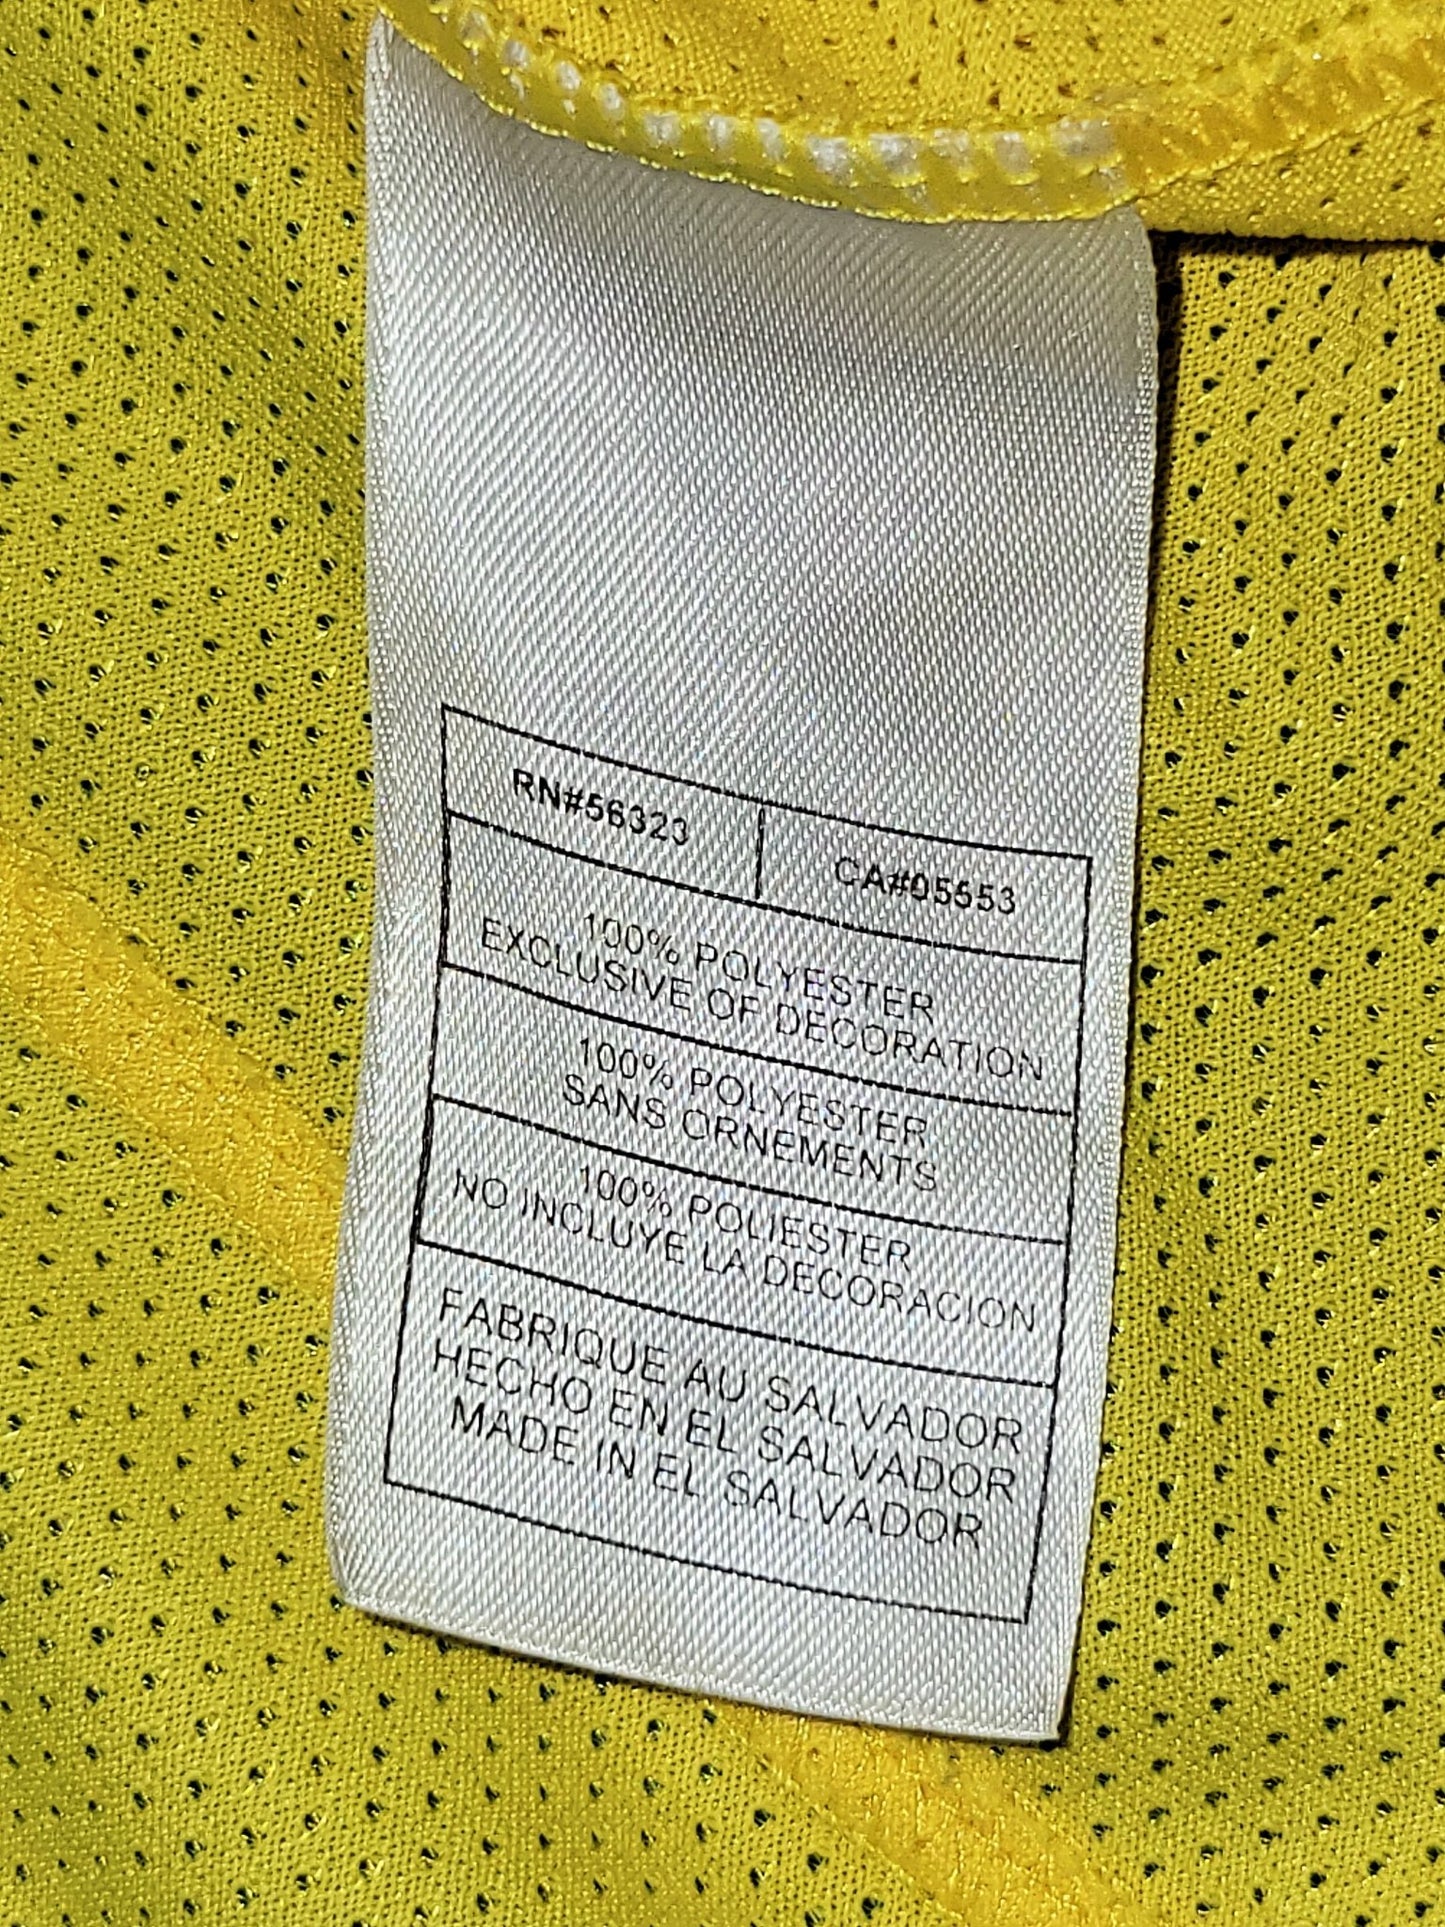 RN#56323 CA#05553
100% POLYESTER
EXCLUSIVE OF DECORATION
100% POLYESTER
SANS ORNEMENTS
100% POLIESTER
NO INCLUYE LA DECORACION
FABRIQUE AU SALVADOR
HECHO EN EL SALVADOR
MADE IN EL SALVADOR